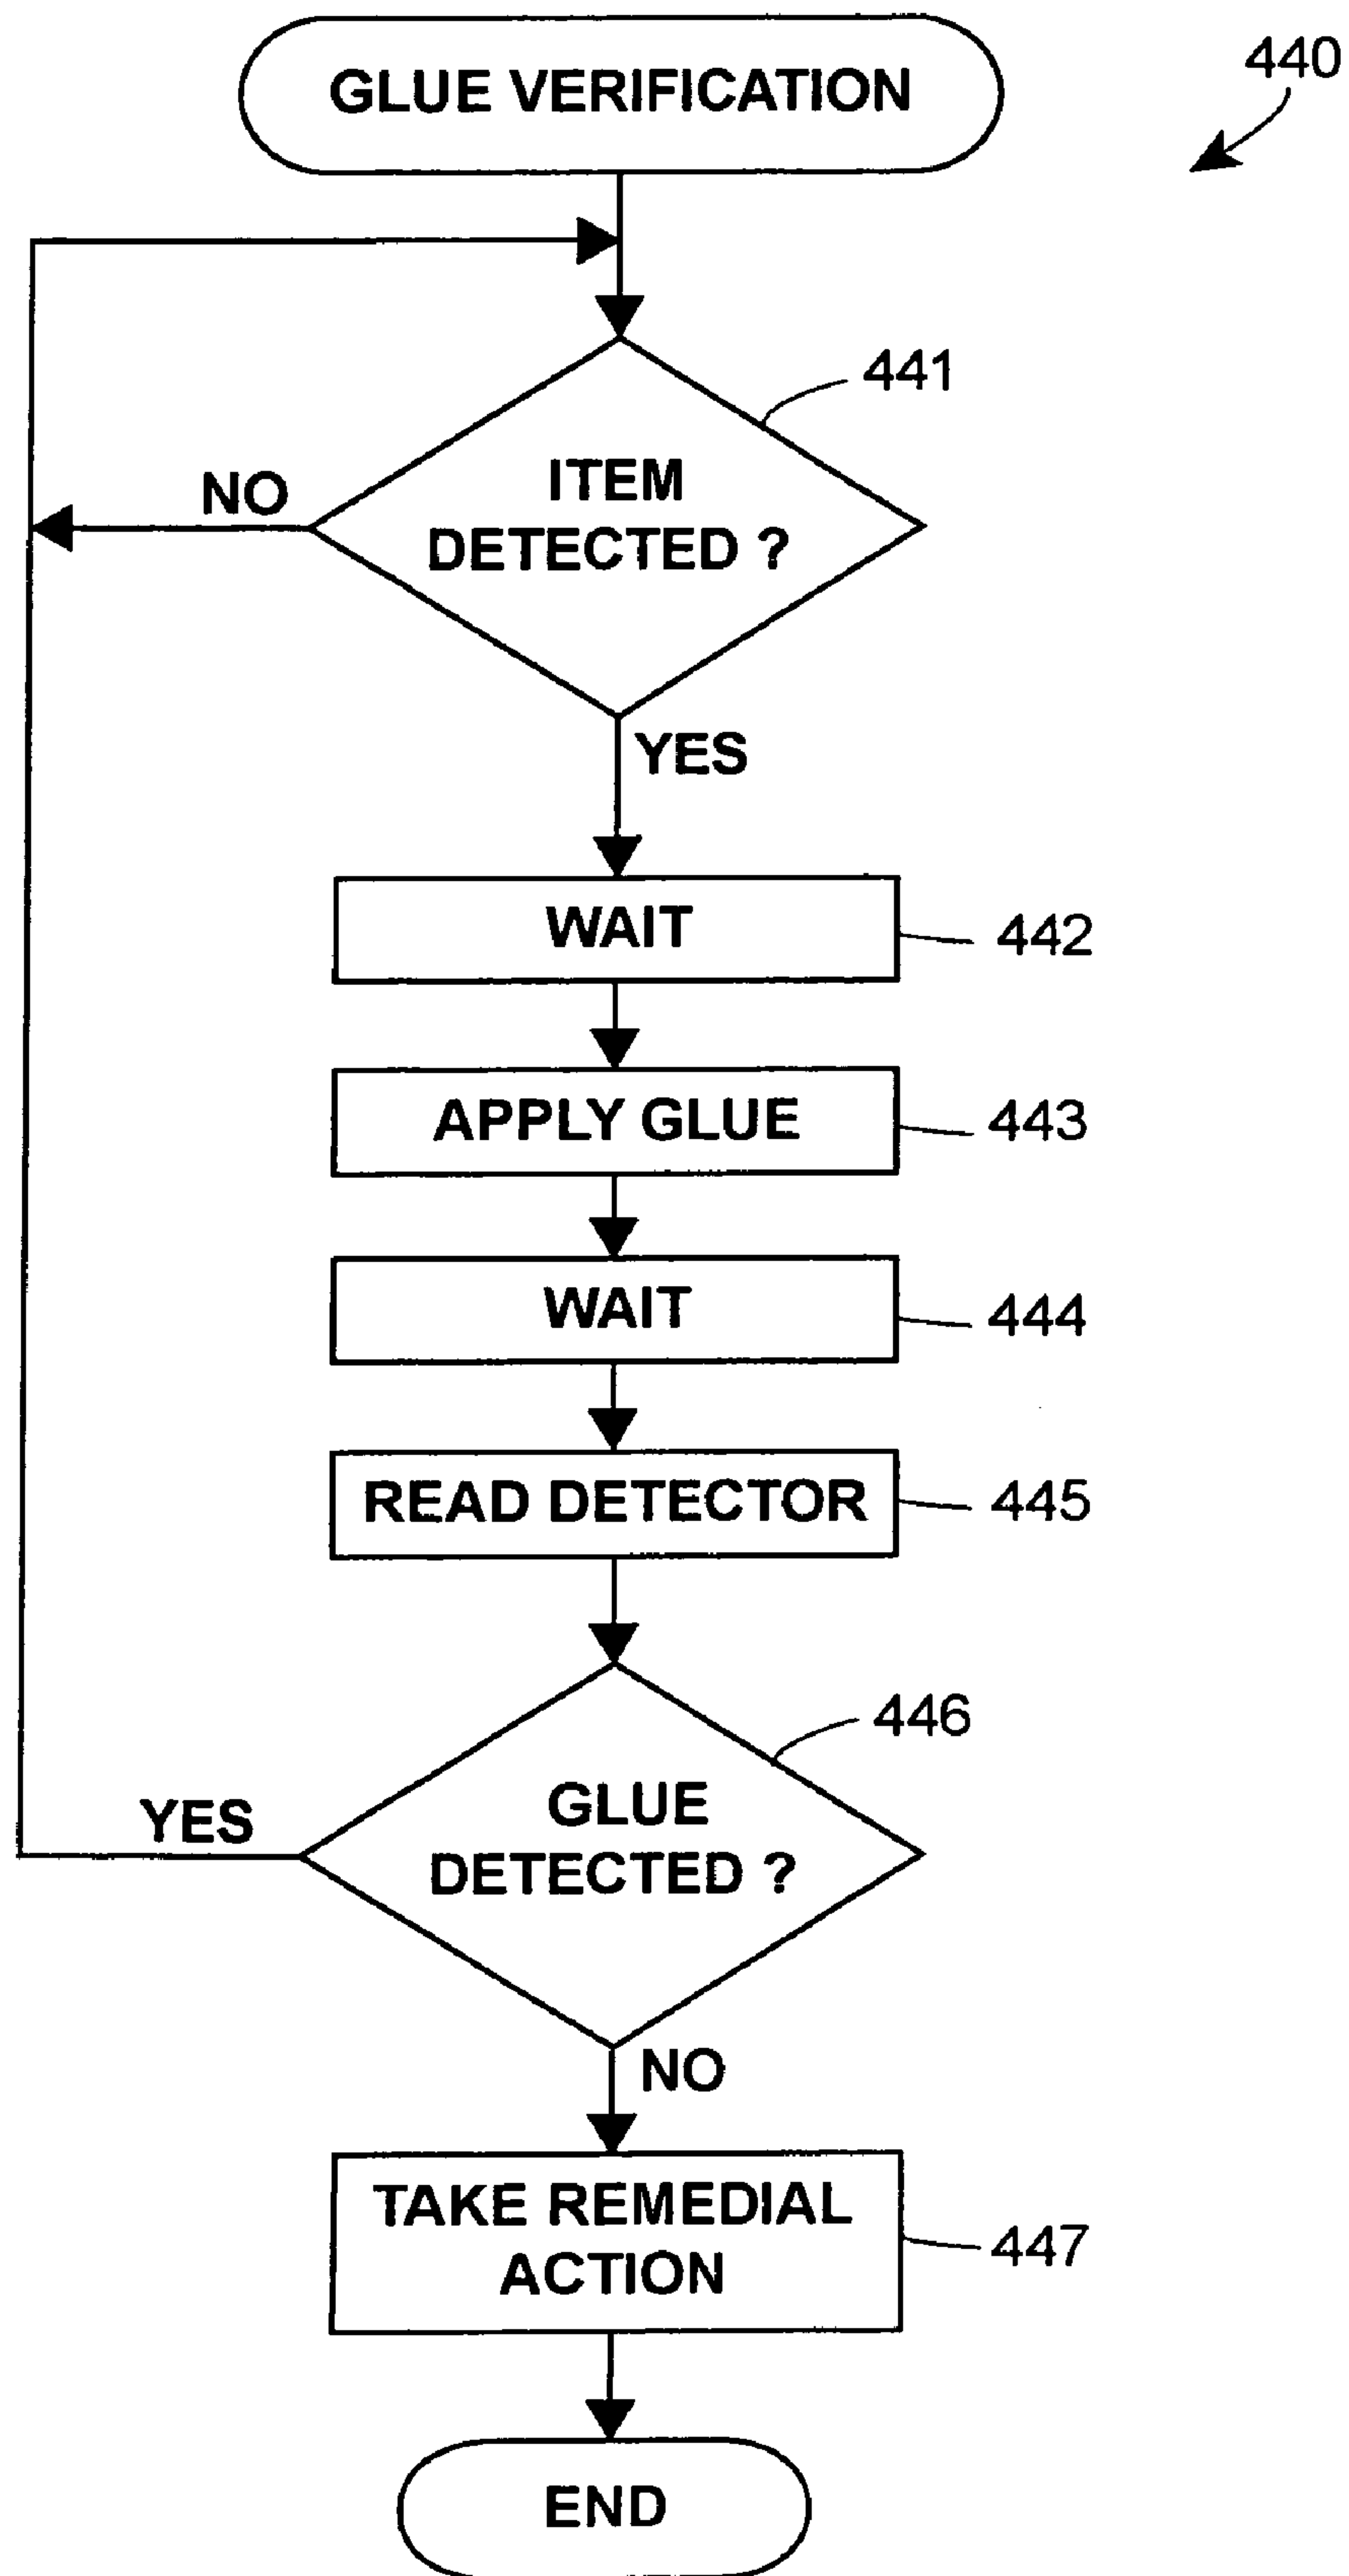 GLUE VERIFICATION
440
441
ITEM
DETECTED ?
NO
YES
WAIT
442
APPLY GLUE
443
WAIT
444
READ DETECTOR
445
446
GLUE
DETECTED ?
YES
NO
TAKE REMEDIAL
ACTION
447
END